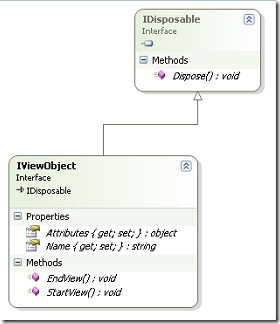 IDisposable
Interface
Methods
Dispose() : void
IViewObject
Interface
IDisposable
Properties
Attributes { get; set; } : object
Name { get; set; } : string
Methods
EndView() : void
StartView() : void